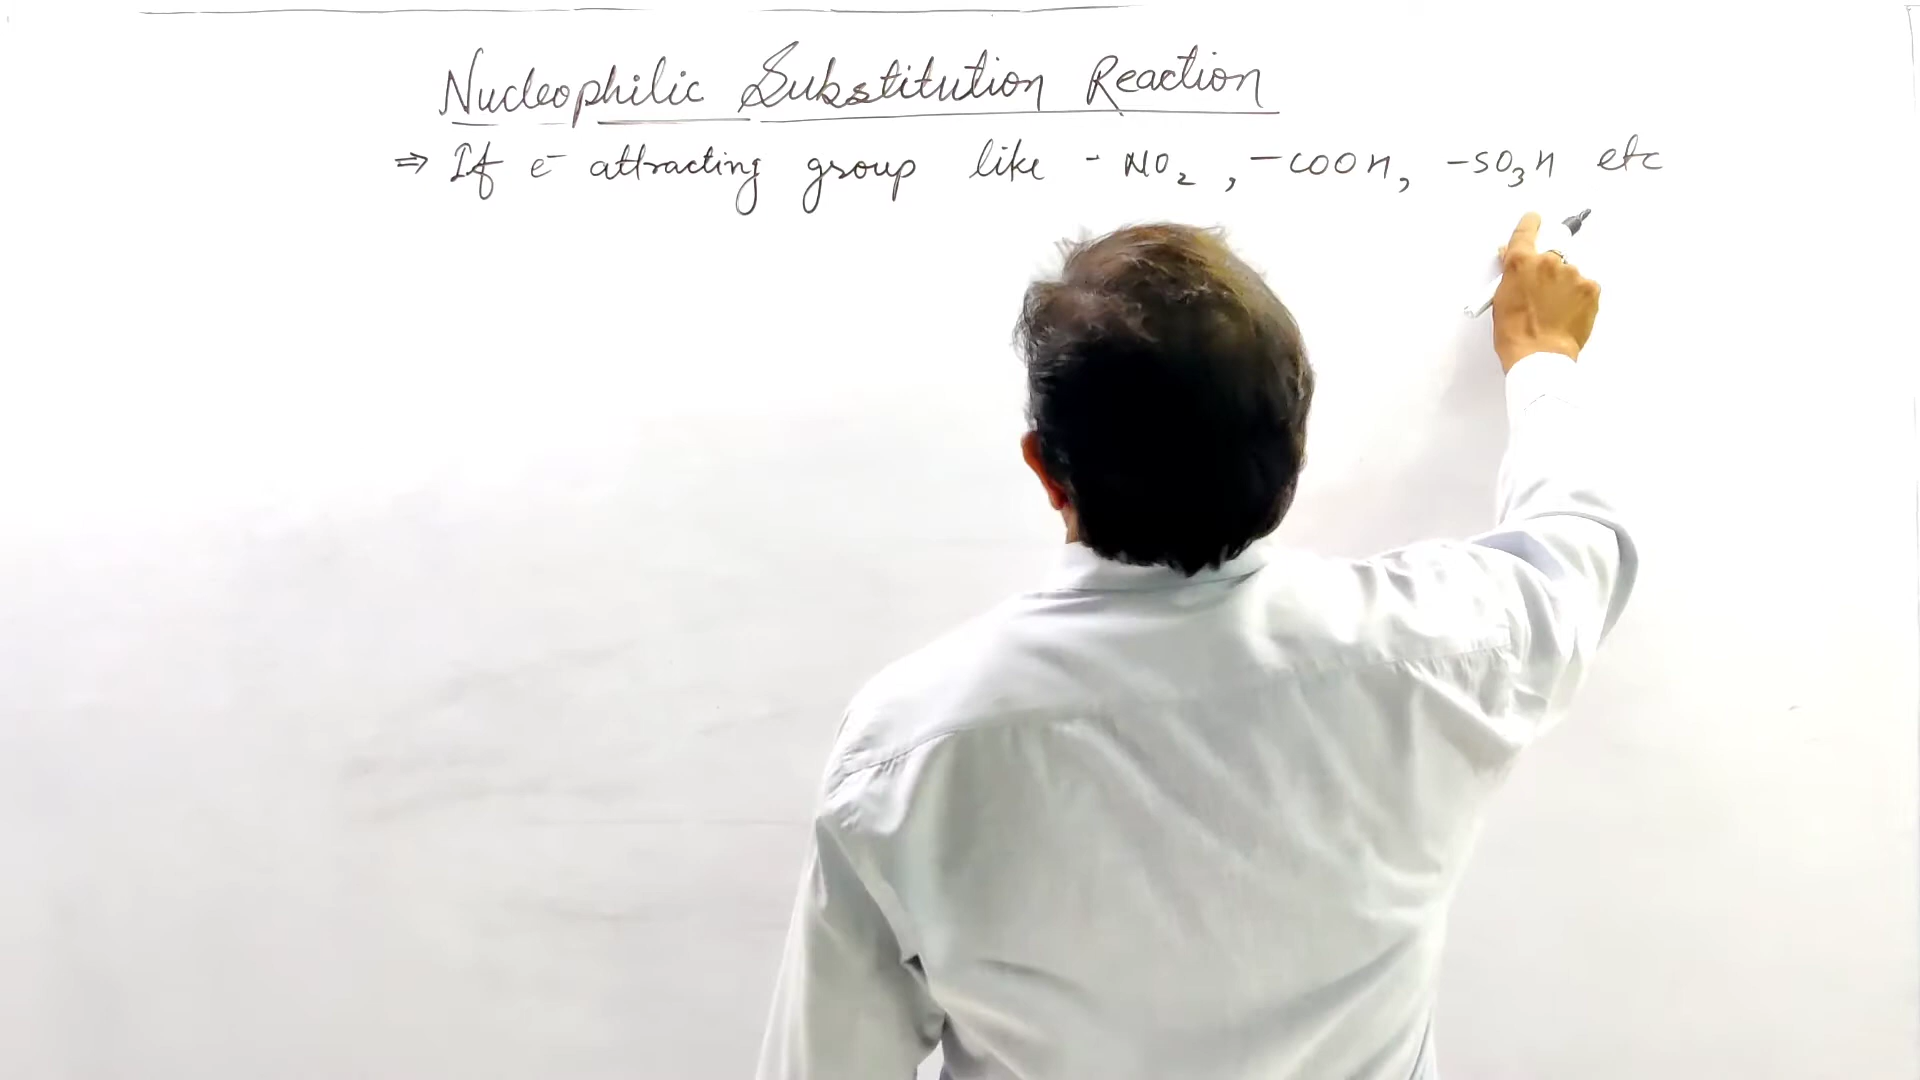 Nucleophilic Substitution Reaction
⇒ If e⁻ attracting group like -NO₂, -COOH, -SO₃H etc